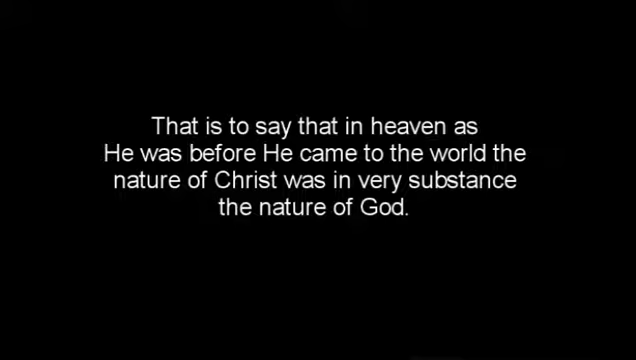 That is to say that in heaven as
He was before He came to the world the
nature of Christ was in very substance
the nature of God.